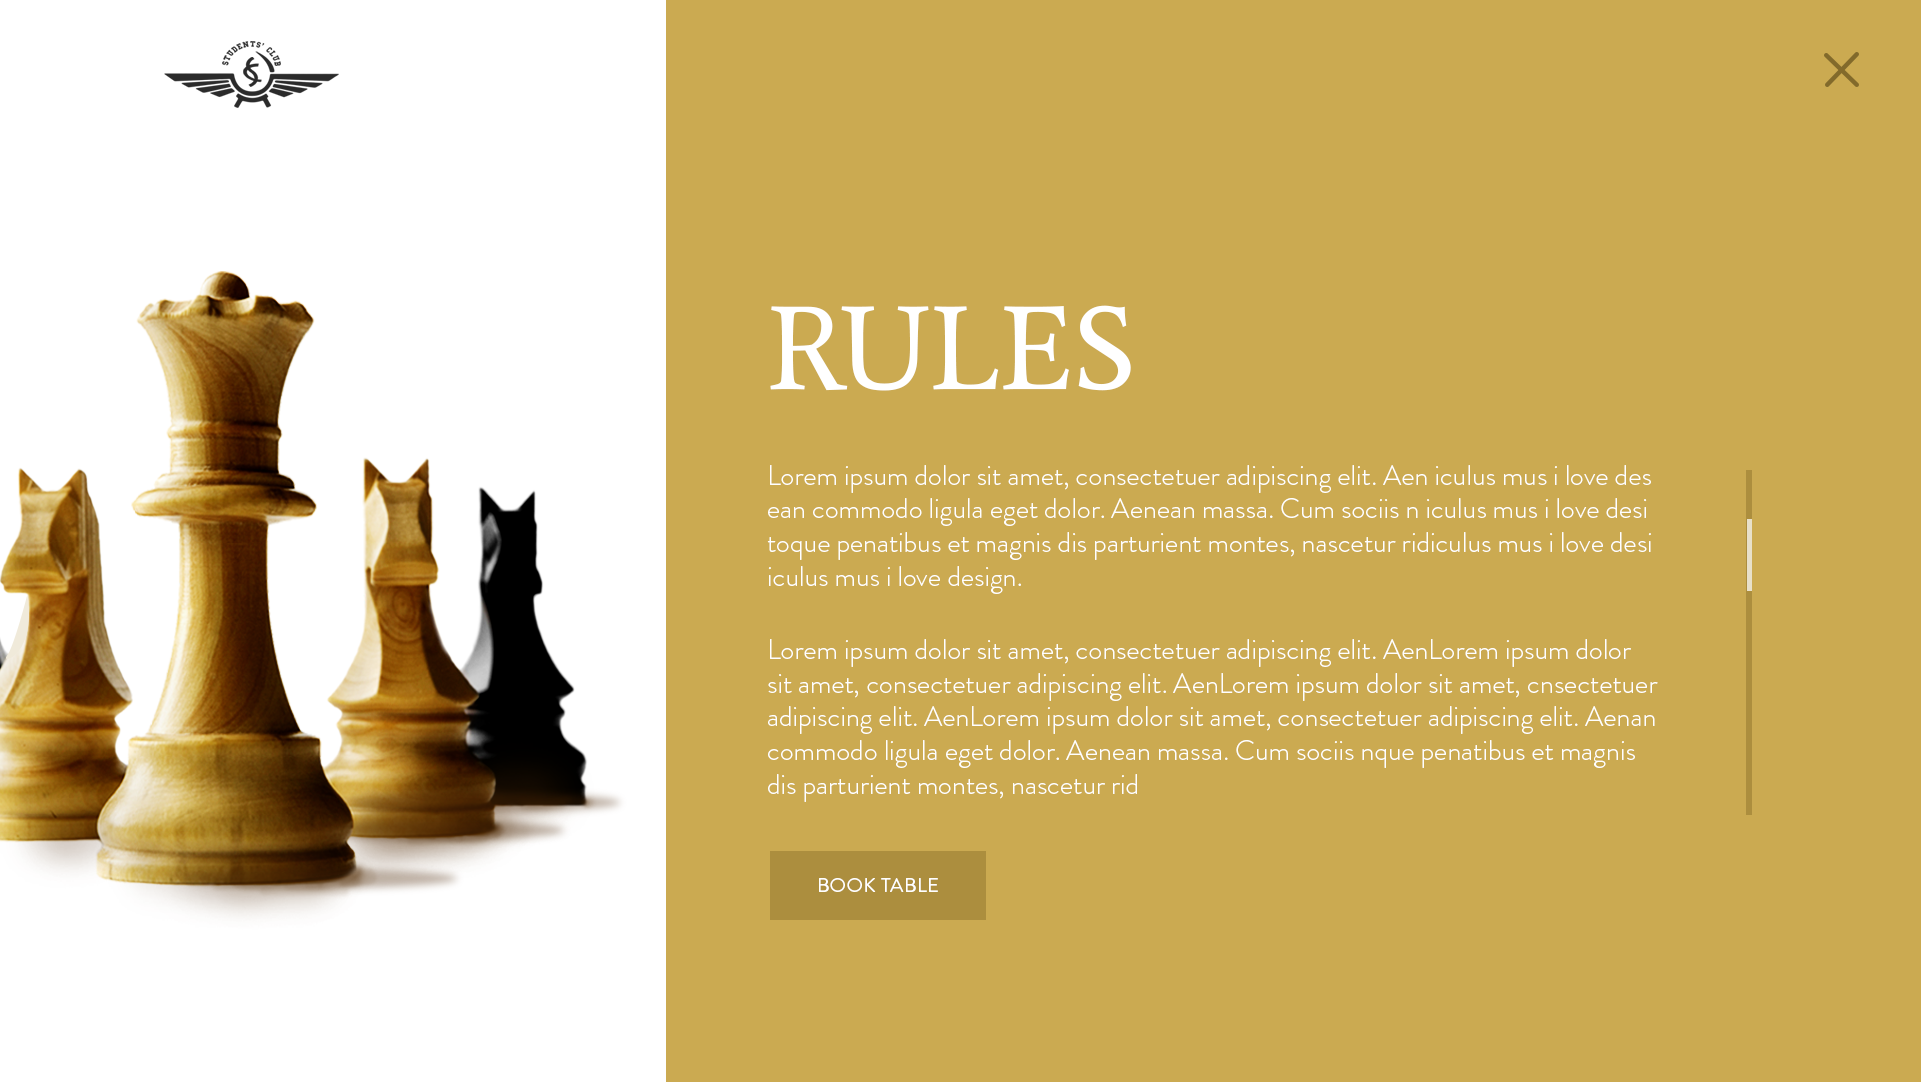 STUDENTS' CLUB
RULES
Lorem ipsum dolor sit amet, consectetuer adipiscing elit. Aen iculus mus i love des
ean commodo ligula eget dolor. Aenean massa. Cum sociis n iculus mus i love desi
toque penatibus et magnis dis parturient montes, nascetur ridiculus mus i love desi
iculus mus i love design.
Lorem ipsum dolor sit amet, consectetuer adipiscing elit. AenLorem ipsum dolor
sit amet, consectetuer adipiscing elit. AenLorem ipsum dolor sit amet, cnsectetuer
adipiscing elit. AenLorem ipsum dolor sit amet, consectetuer adipiscing elit. Aenan
commodo ligula eget dolor. Aenean massa. Cum sociis nque penatibus et magnis
dis parturient montes, nascetur rid
BOOK TABLE